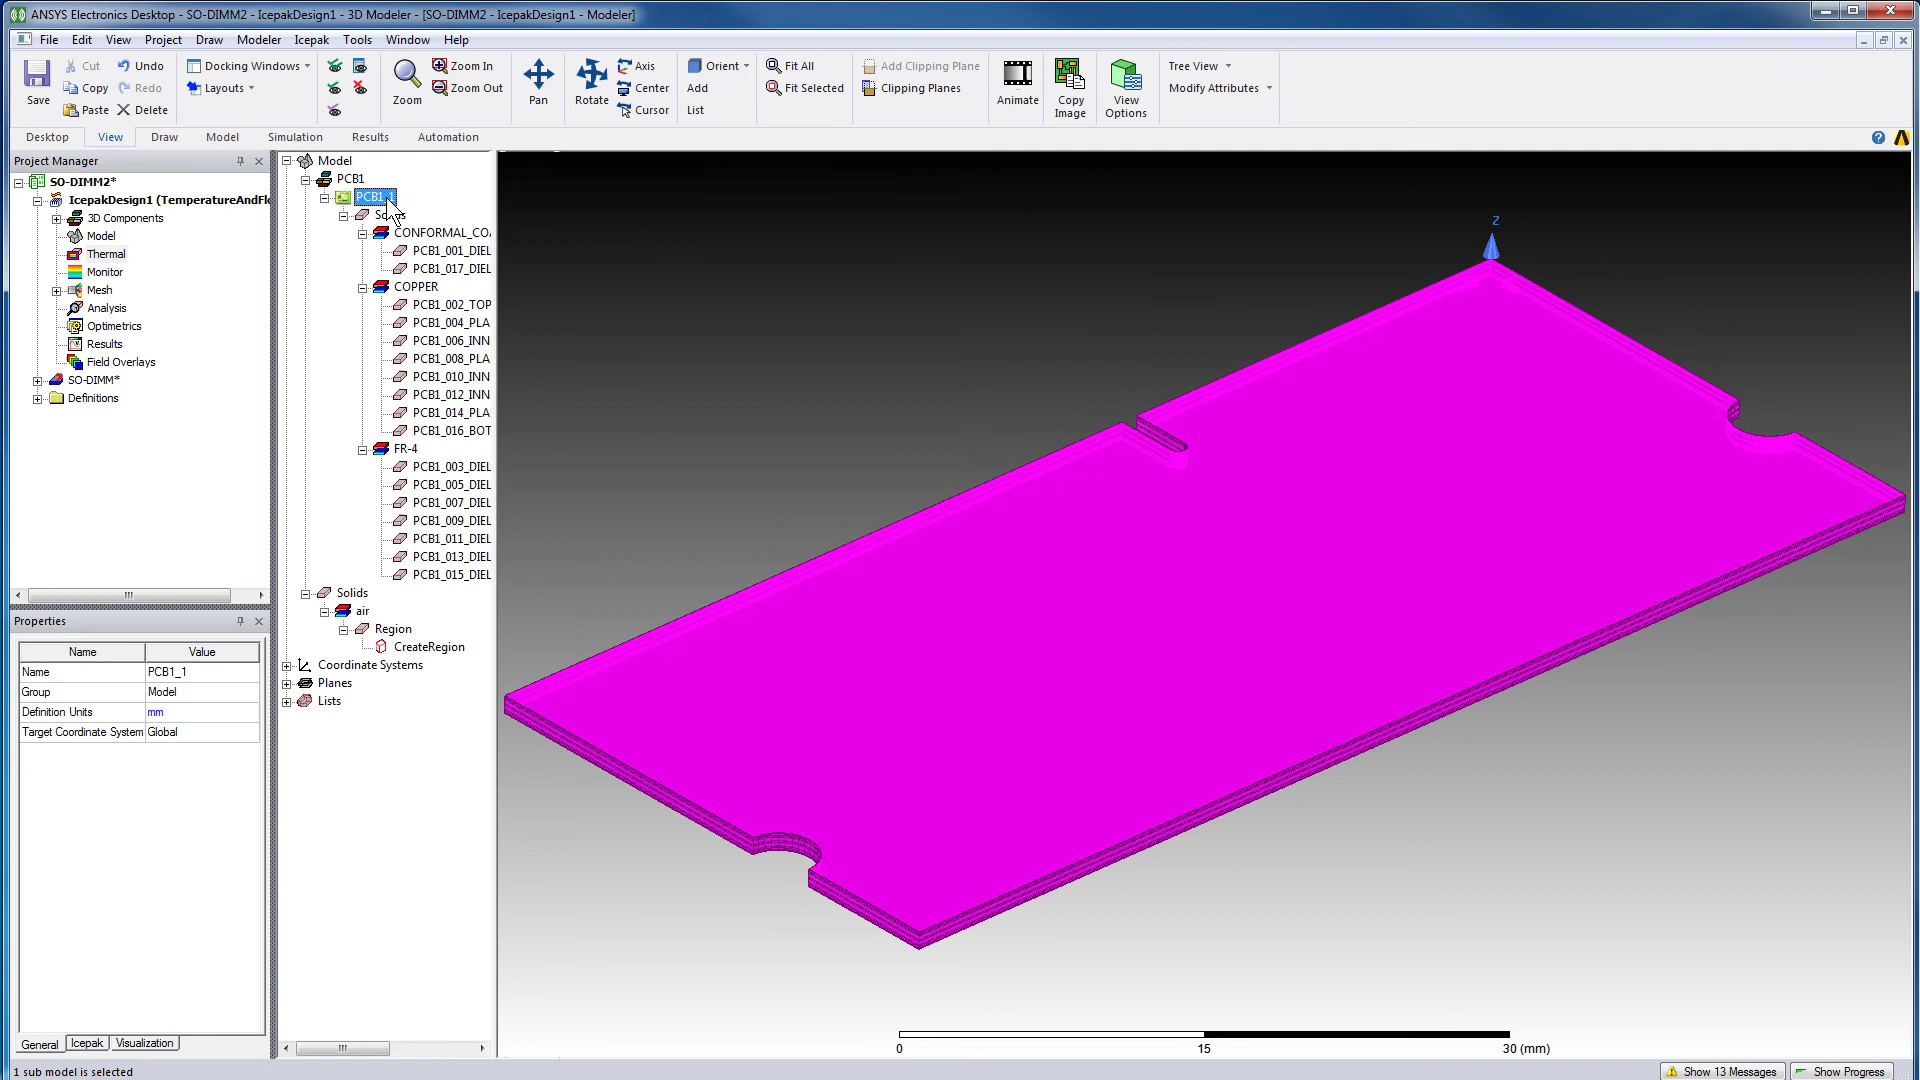 ANSYS Electronics Desktop - SO-DIMM2 - IcepakDesign1 - 3D Modeler - [SO-DIMM2 - IcepakDesign1 - Modeler]
File Edit View Project Draw Modeler Icepak Tools Window Help
Save
Cut Undo
Copy Redo
Paste Delete
Docking Windows
Layouts
Zoom
Zoom In
Zoom Out
Pan
Rotate
Axis
Center
Cursor
Orient
Add
List
Fit All
Fit Selected
Add Clipping Plane
Clipping Planes
Animate
Copy Image
View Options
Tree View
Modify Attributes
Desktop View Draw Model Simulation Results Automation
Project Manager
SO-DIMM2*
IcepakDesign1 (TemperatureAndFl
3D Components
Model
Thermal
Monitor
Mesh
Analysis
Optimetrics
Results
Field Overlays
SO-DIMM*
Definitions
Properties
Name Value
Name PCB1_1
Group Model
Definition Units mm
Target Coordinate System Global
General Icepak Visualization
Model
PCB1
PCB1_1
CONFORMAL_COA
PCB1_001_DIEL
PCB1_017_DIEL
COPPER
PCB1_002_TOP
PCB1_004_PLA
PCB1_006_INN
PCB1_008_PLA
PCB1_010_INN
PCB1_012_INN
PCB1_014_PLA
PCB1_016_BOT
FR-4
PCB1_003_DIEL
PCB1_005_DIEL
PCB1_007_DIEL
PCB1_009_DIEL
PCB1_011_DIEL
PCB1_013_DIEL
PCB1_015_DIEL
Solids
air
Region
CreateRegion
Coordinate Systems
Planes
Lists
Z
0 15 30 (mm)
1 sub model is selected
Show 13 Messages Show Progress